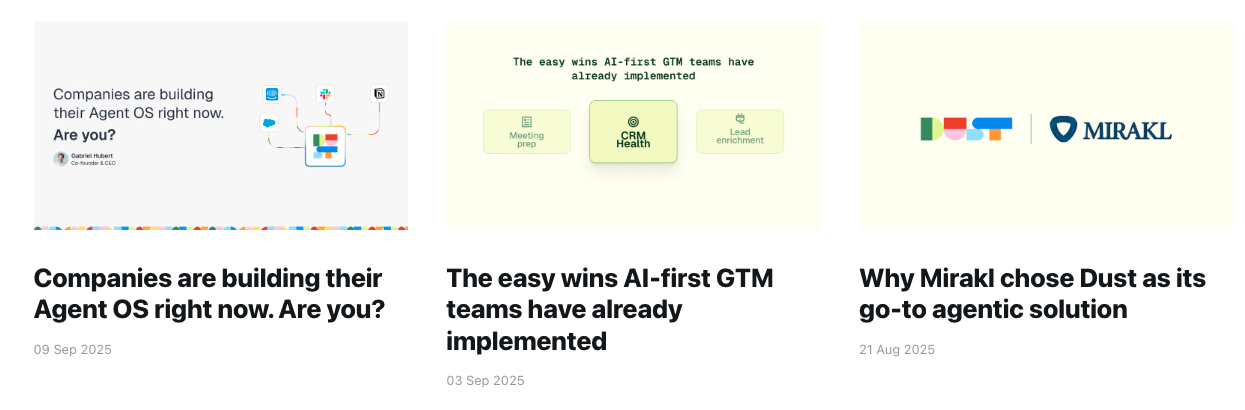 Companies are building
their Agent OS right now.
Are you?
Gabriel Hubert
Co-founder & CEO
The easy wins AI-first GTM teams have
already implemented
Meeting
prep
CRM
Health
Lead
enrichment
DUST
MIRAKL
Companies are building their
Agent OS right now. Are you?
09 Sep 2025
The easy wins AI-first GTM
teams have already
implemented
03 Sep 2025
Why Mirakl chose Dust as its
go-to agentic solution
21 Aug 2025